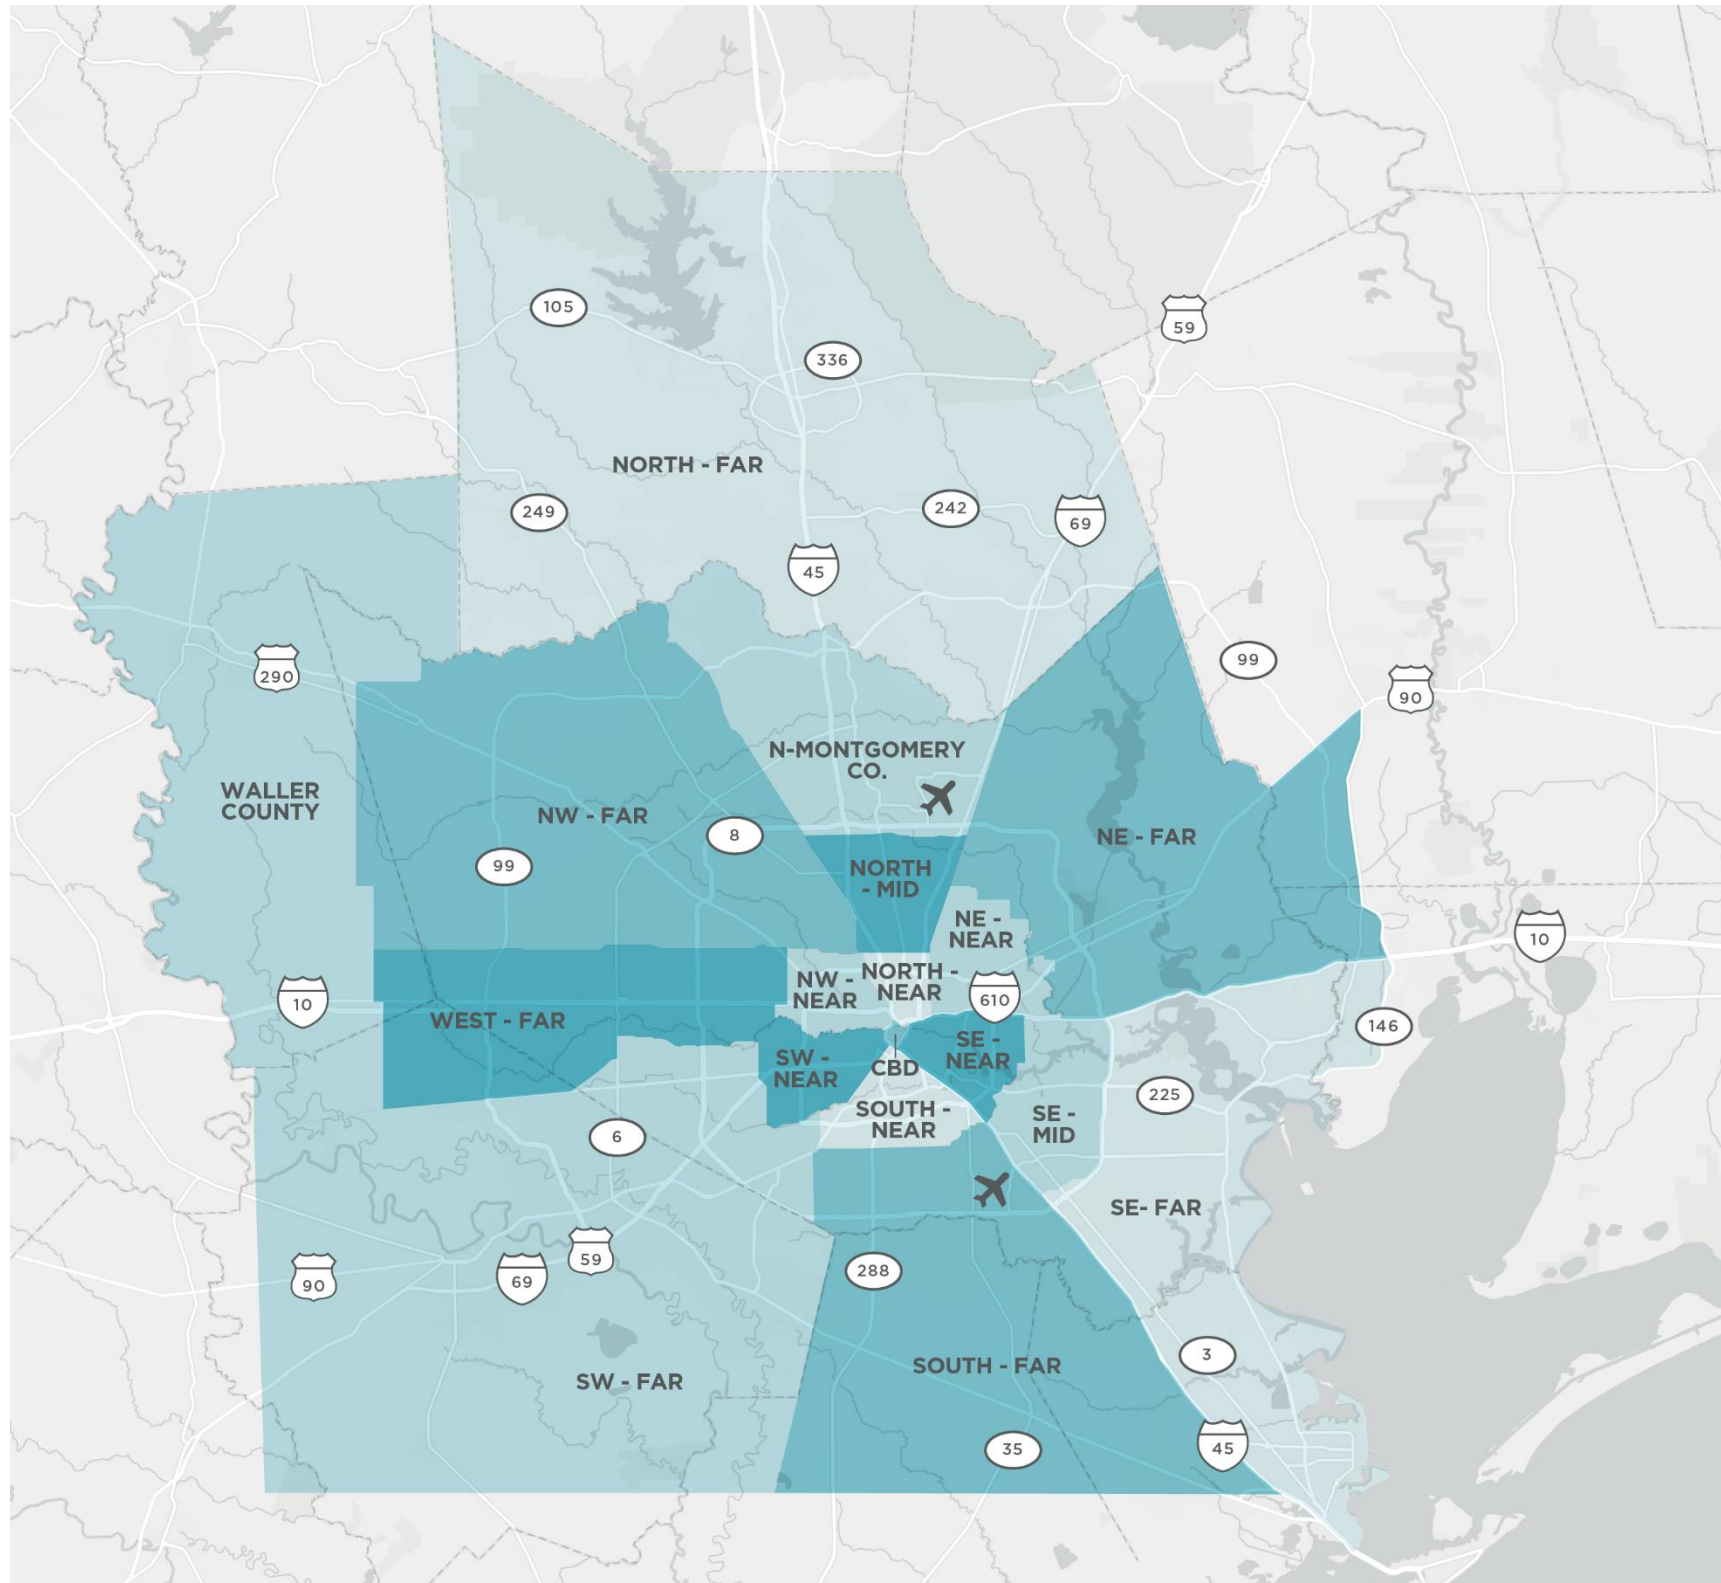 59
105
336
NORTH - FAR
249
242
69
45
99
290
90
N-MONTGOMERY
CO.
WALLER
COUNTY
NW - FAR
8
NE - FAR
99
NORTH
- MID
NE -
NEAR
10
NORTH -
NEAR
NW -
NEAR
610
10
WEST - FAR
146
SE -
NEAR
SW -
NEAR
CBD
225
SOUTH -
NEAR
SE -
MID
6
SE- FAR
59
288
90
69
3
SOUTH - FAR
SW - FAR
35
45